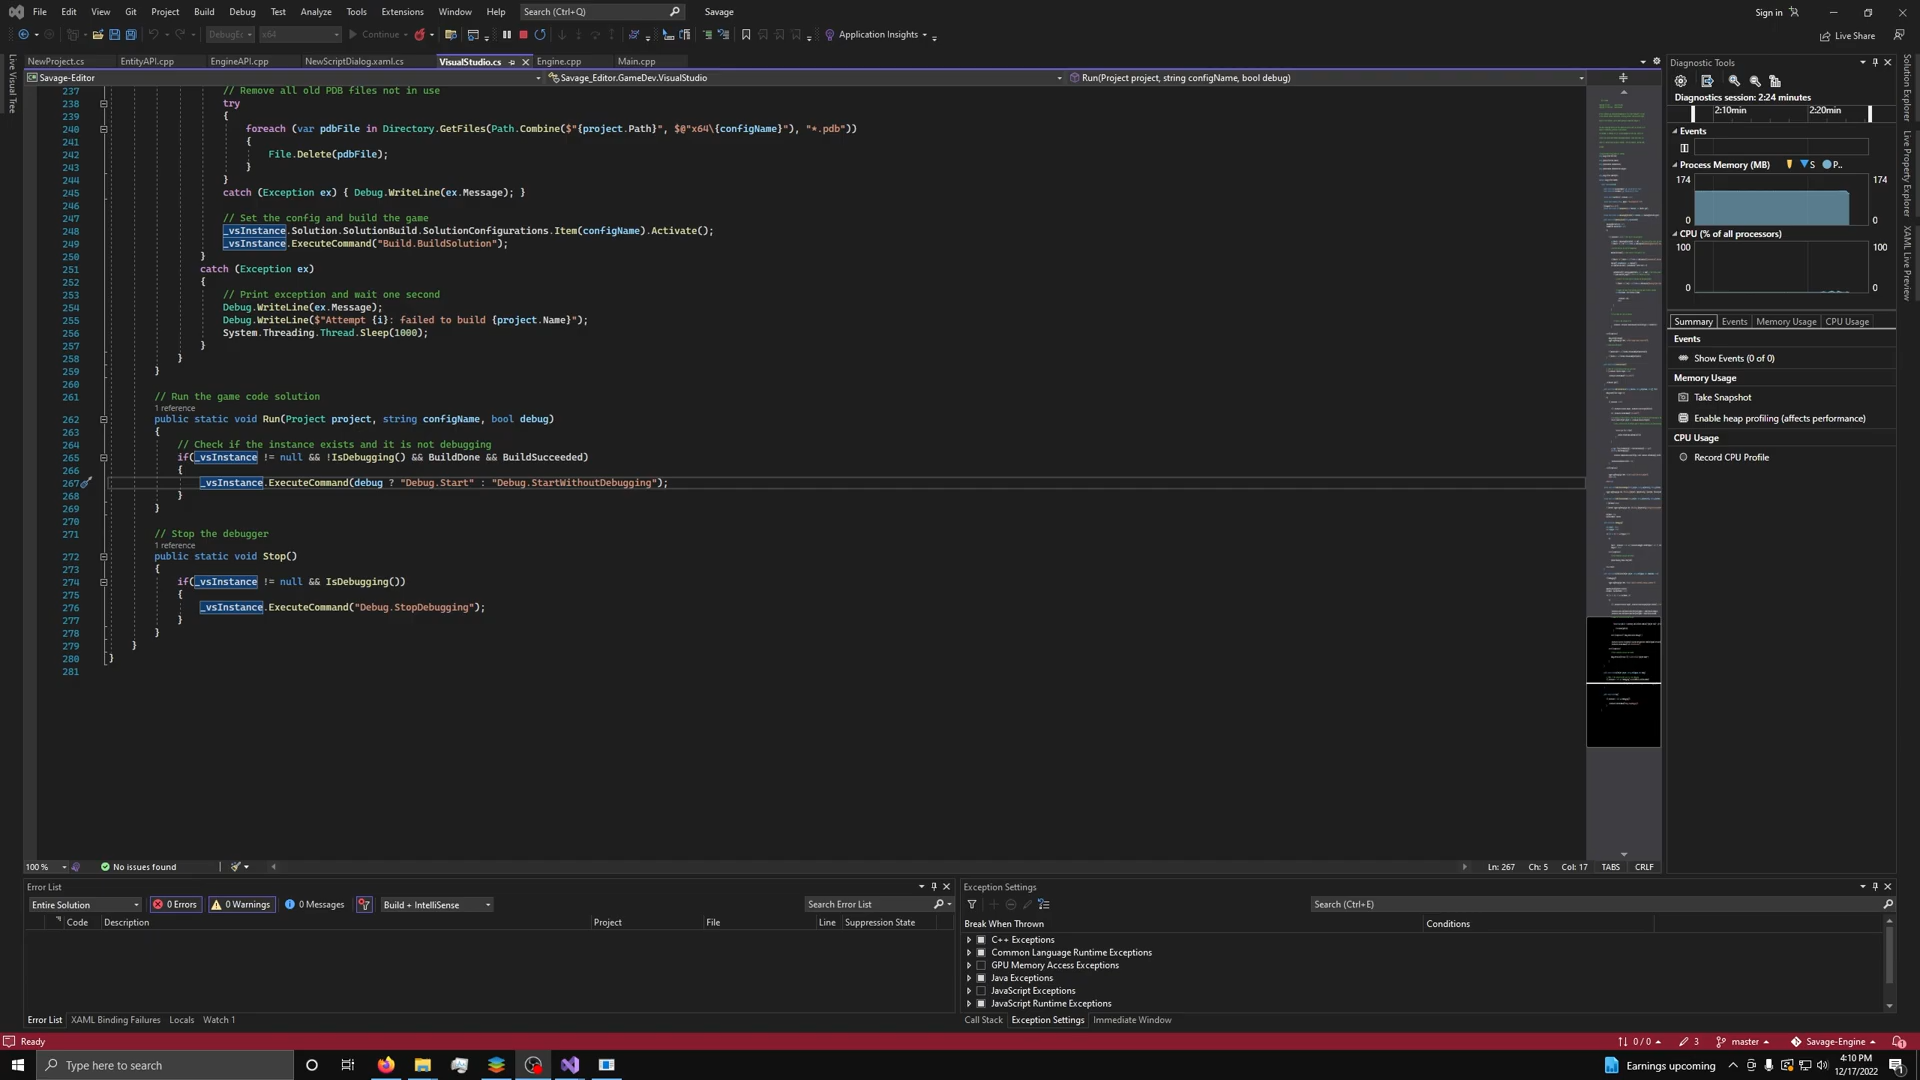 File Edit View Git Project Build Debug Test Analyze Tools Extensions Window Help Search (Ctrl+Q) Savage Sign in
DebugEd x64 Continue Application Insights Live Share
NewProject.cs EntityAPI.cpp EngineAPI.cpp NewScriptDialog.xaml.cs VisualStudio.cs Engine.cpp Main.cpp
Savage-Editor Savage_Editor.GameDev.VisualStudio Run(Project project, string configName, bool debug)
Live Visual Tree
237 // Remove all old PDB files not in use
238 try
239 {
240 foreach (var pdbFile in Directory.GetFiles(Path.Combine($"{project.Path}", $@"x64\{configName}"), "*.pdb"))
241 {
242 File.Delete(pdbFile);
243 }
244 }
245 catch (Exception ex) { Debug.WriteLine(ex.Message); }
246
247 // Set the config and build the game
248 _vsInstance.Solution.SolutionBuild.SolutionConfigurations.Item(configName).Activate();
249 _vsInstance.ExecuteCommand("Build.BuildSolution");
250 }
251 catch (Exception ex)
252 {
253 // Print exception and wait one second
254 Debug.WriteLine(ex.Message);
255 Debug.WriteLine($"Attempt {i}: failed to build {project.Name}");
256 System.Threading.Thread.Sleep(1000);
257 }
258 }
259 }
260
261 // Run the game code solution
1 reference
262 public static void Run(Project project, string configName, bool debug)
263 {
264 // Check if the instance exists and it is not debugging
265 if(_vsInstance != null && !IsDebugging() && BuildDone && BuildSucceeded)
266 {
267 _vsInstance.ExecuteCommand(debug ? "Debug.Start" : "Debug.StartWithoutDebugging");
268 }
269 }
270
271 // Stop the debugger
1 reference
272 public static void Stop()
273 {
274 if(_vsInstance != null && IsDebugging())
275 {
276 _vsInstance.ExecuteCommand("Debug.StopDebugging");
277 }
278 }
279 }
280 }
281
100 % No issues found Ln: 267 Ch: 5 Col: 17 TABS CRLF
Diagnostic Tools
Diagnostics session: 2:24 minutes
2:10min 2:20min
Events
Process Memory (MB) S P..
174 174
0 0
CPU (% of all processors)
100 100
0 0
Summary Events Memory Usage CPU Usage
Events
Show Events (0 of 0)
Memory Usage
Take Snapshot
Enable heap profiling (affects performance)
CPU Usage
Record CPU Profile
Solution Explorer
Live Property Explorer
XAML Live Preview
Error List
Entire Solution 0 Errors 0 Warnings 0 Messages Build + IntelliSense Search Error List
Code Description Project File Line Suppression State
Error List XAML Binding Failures Locals Watch 1
Exception Settings
Search (Ctrl+E)
Break When Thrown Conditions
C++ Exceptions
Common Language Runtime Exceptions
GPU Memory Access Exceptions
Java Exceptions
JavaScript Exceptions
JavaScript Runtime Exceptions
Call Stack Exception Settings Immediate Window
Ready 0 / 0 3 master Savage-Engine 1
Type here to search Earnings upcoming 4:10 PM
12/17/2022 1